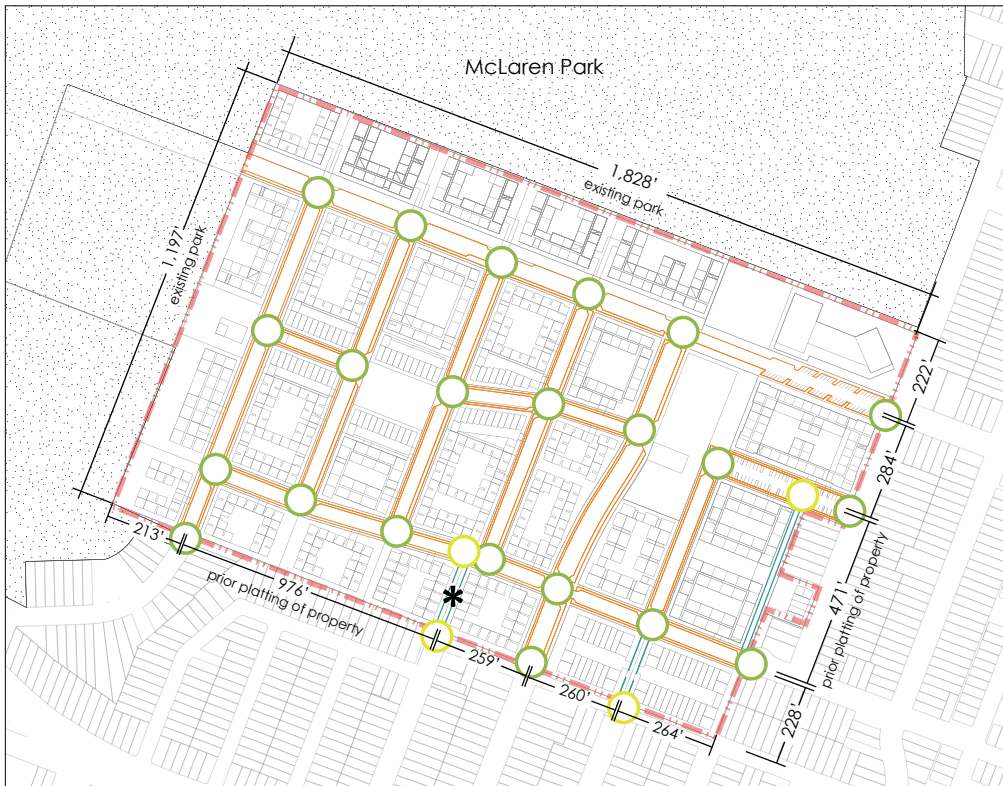 McLaren Park
1,828'
existing park
1,197'
existing park
222'
284'
471'
prior platting of property
228'
213'
976'
prior platting of property
*
259'
260'
264'